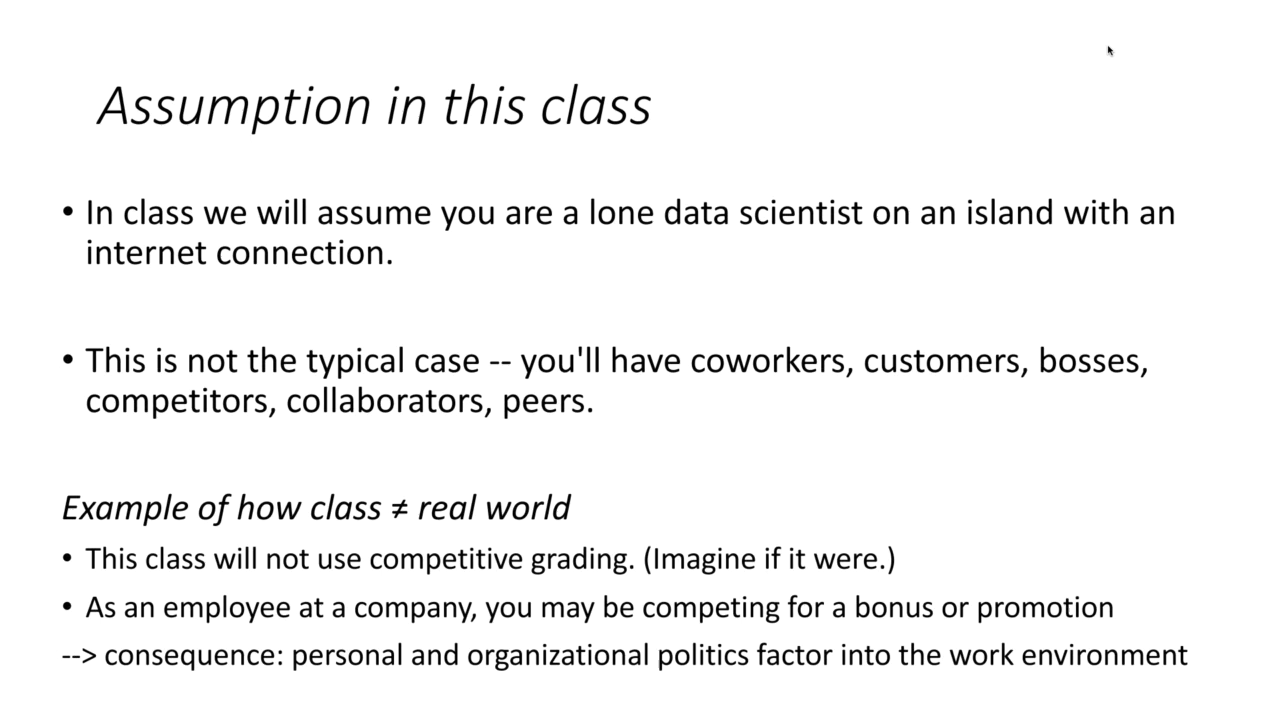 Assumption in this class
• In class we will assume you are a lone data scientist on an island with an
internet connection.
• This is not the typical case -- you'll have coworkers, customers, bosses,
competitors, collaborators, peers.
Example of how class ≠ real world
• This class will not use competitive grading. (Imagine if it were.)
• As an employee at a company, you may be competing for a bonus or promotion
--> consequence: personal and organizational politics factor into the work environment